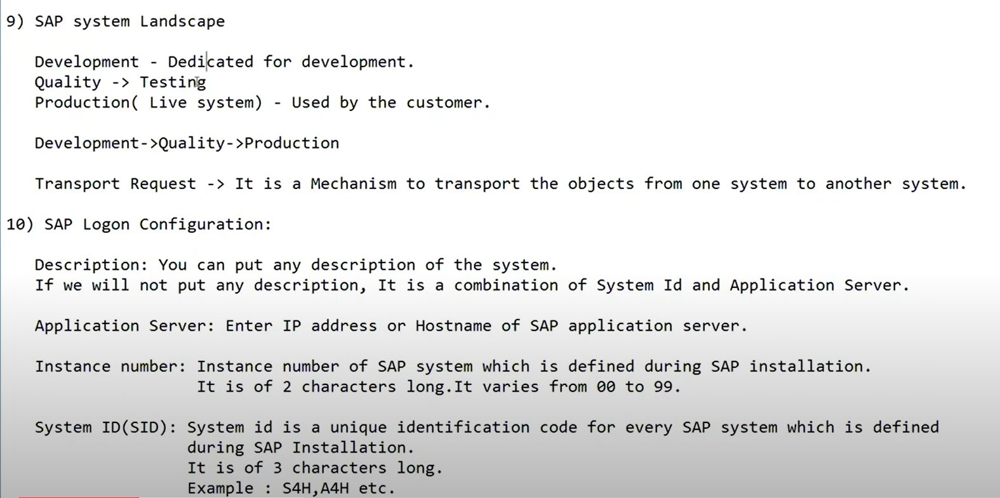 9) SAP system Landscape
Development - Dedicated for development.
Quality -> Testing
Production( Live system) - Used by the customer.
Development->Quality->Production
Transport Request -> It is a Mechanism to transport the objects from one system to another system.
10) SAP Logon Configuration:
Description: You can put any description of the system.
If we will not put any description, It is a combination of System Id and Application Server.
Application Server: Enter IP address or Hostname of SAP application server.
Instance number: Instance number of SAP system which is defined during SAP installation.
It is of 2 characters long.It varies from 00 to 99.
System ID(SID): System id is a unique identification code for every SAP system which is defined
during SAP Installation.
It is of 3 characters long.
Example : S4H,A4H etc.